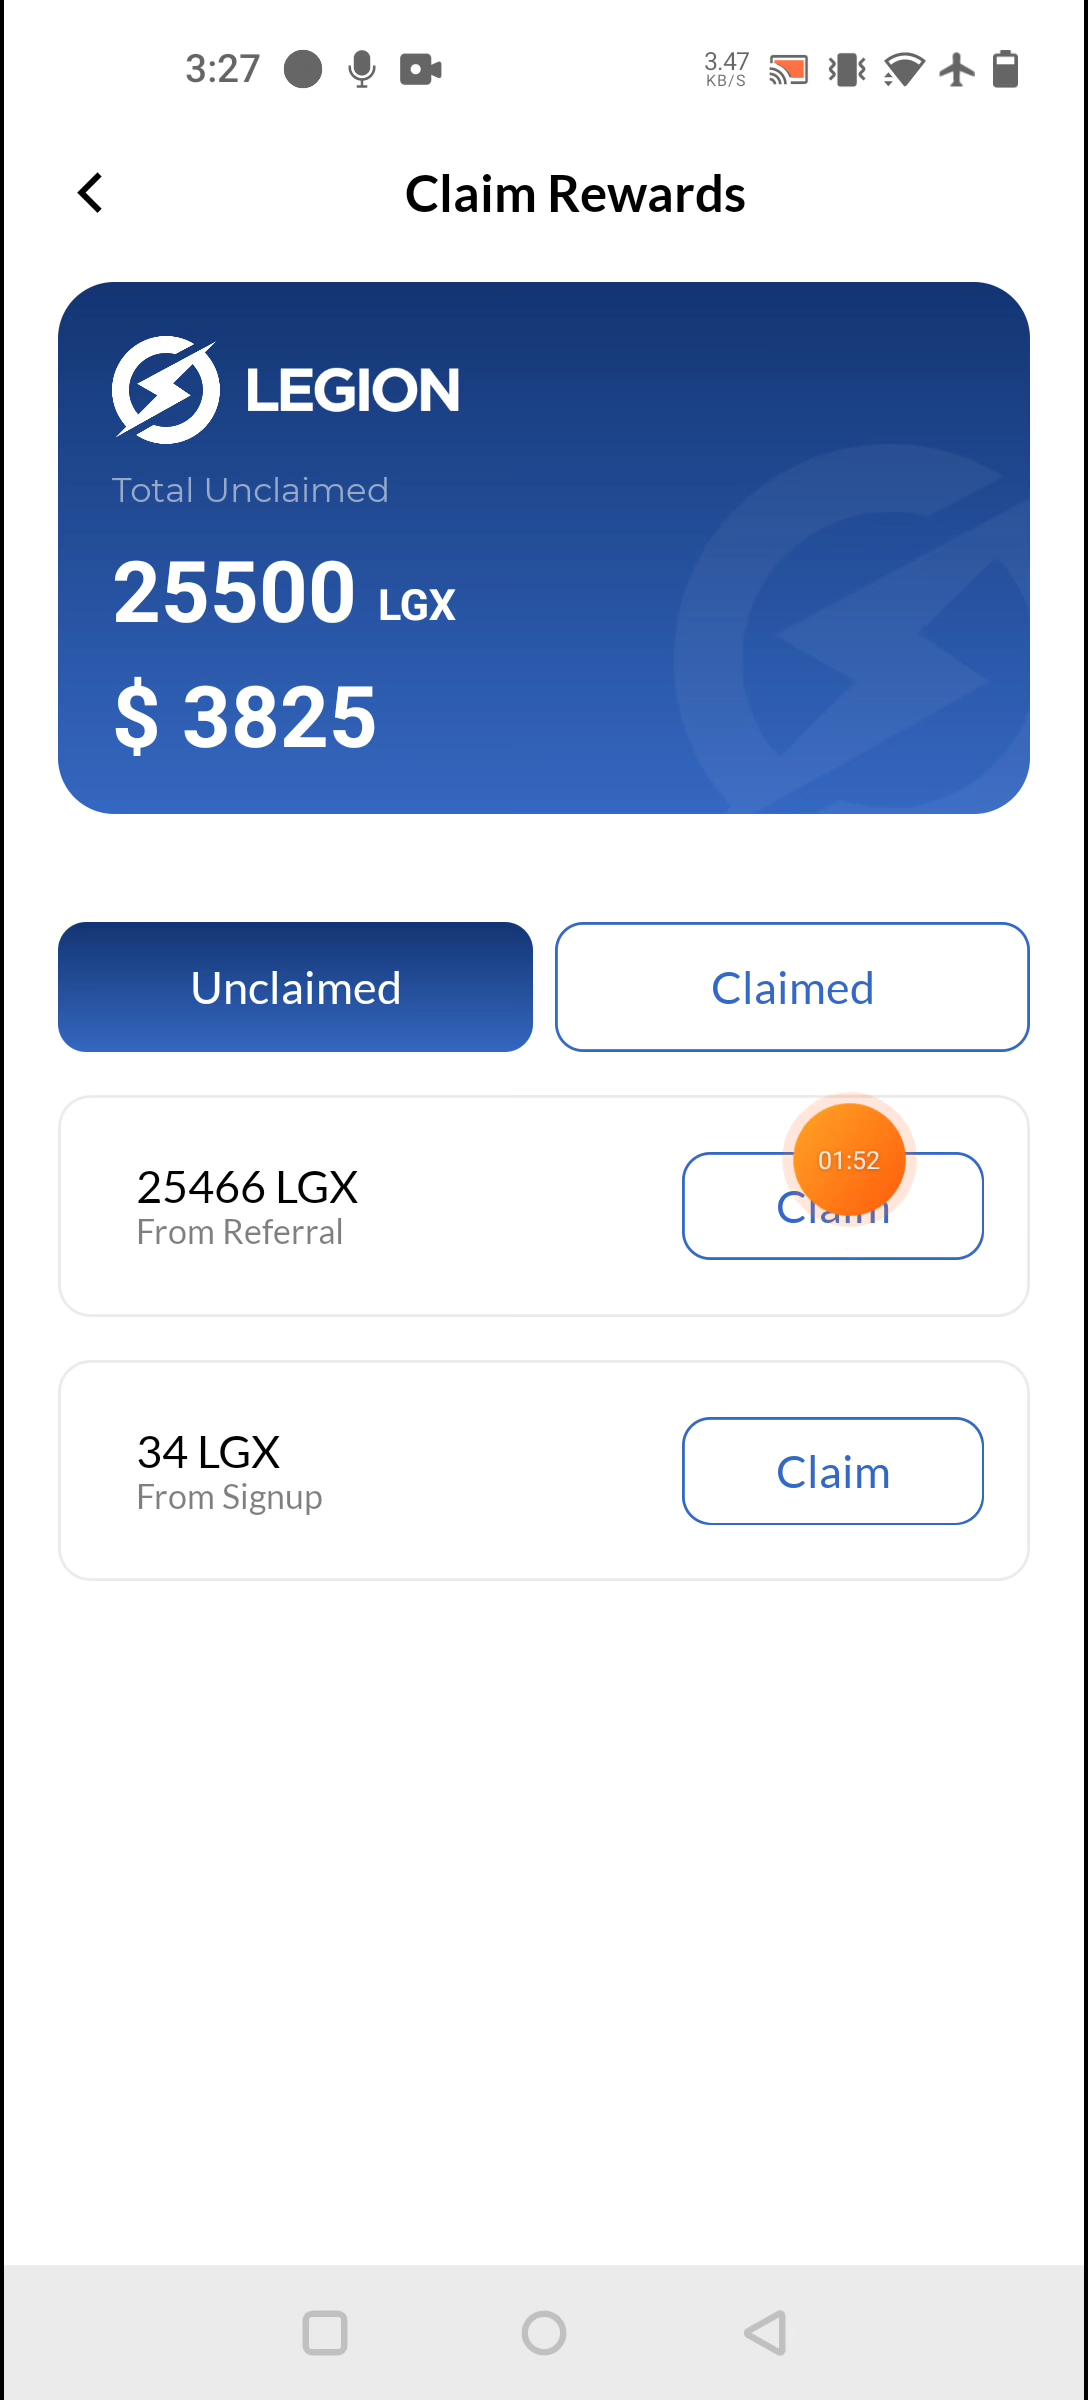 3:27
3.47
KB/S
Claim Rewards
LEGION
Total Unclaimed
25500 LGX
$ 3825
Unclaimed
Claimed
01:52
25466 LGX
From Referral
Claim
34 LGX
From Signup
Claim